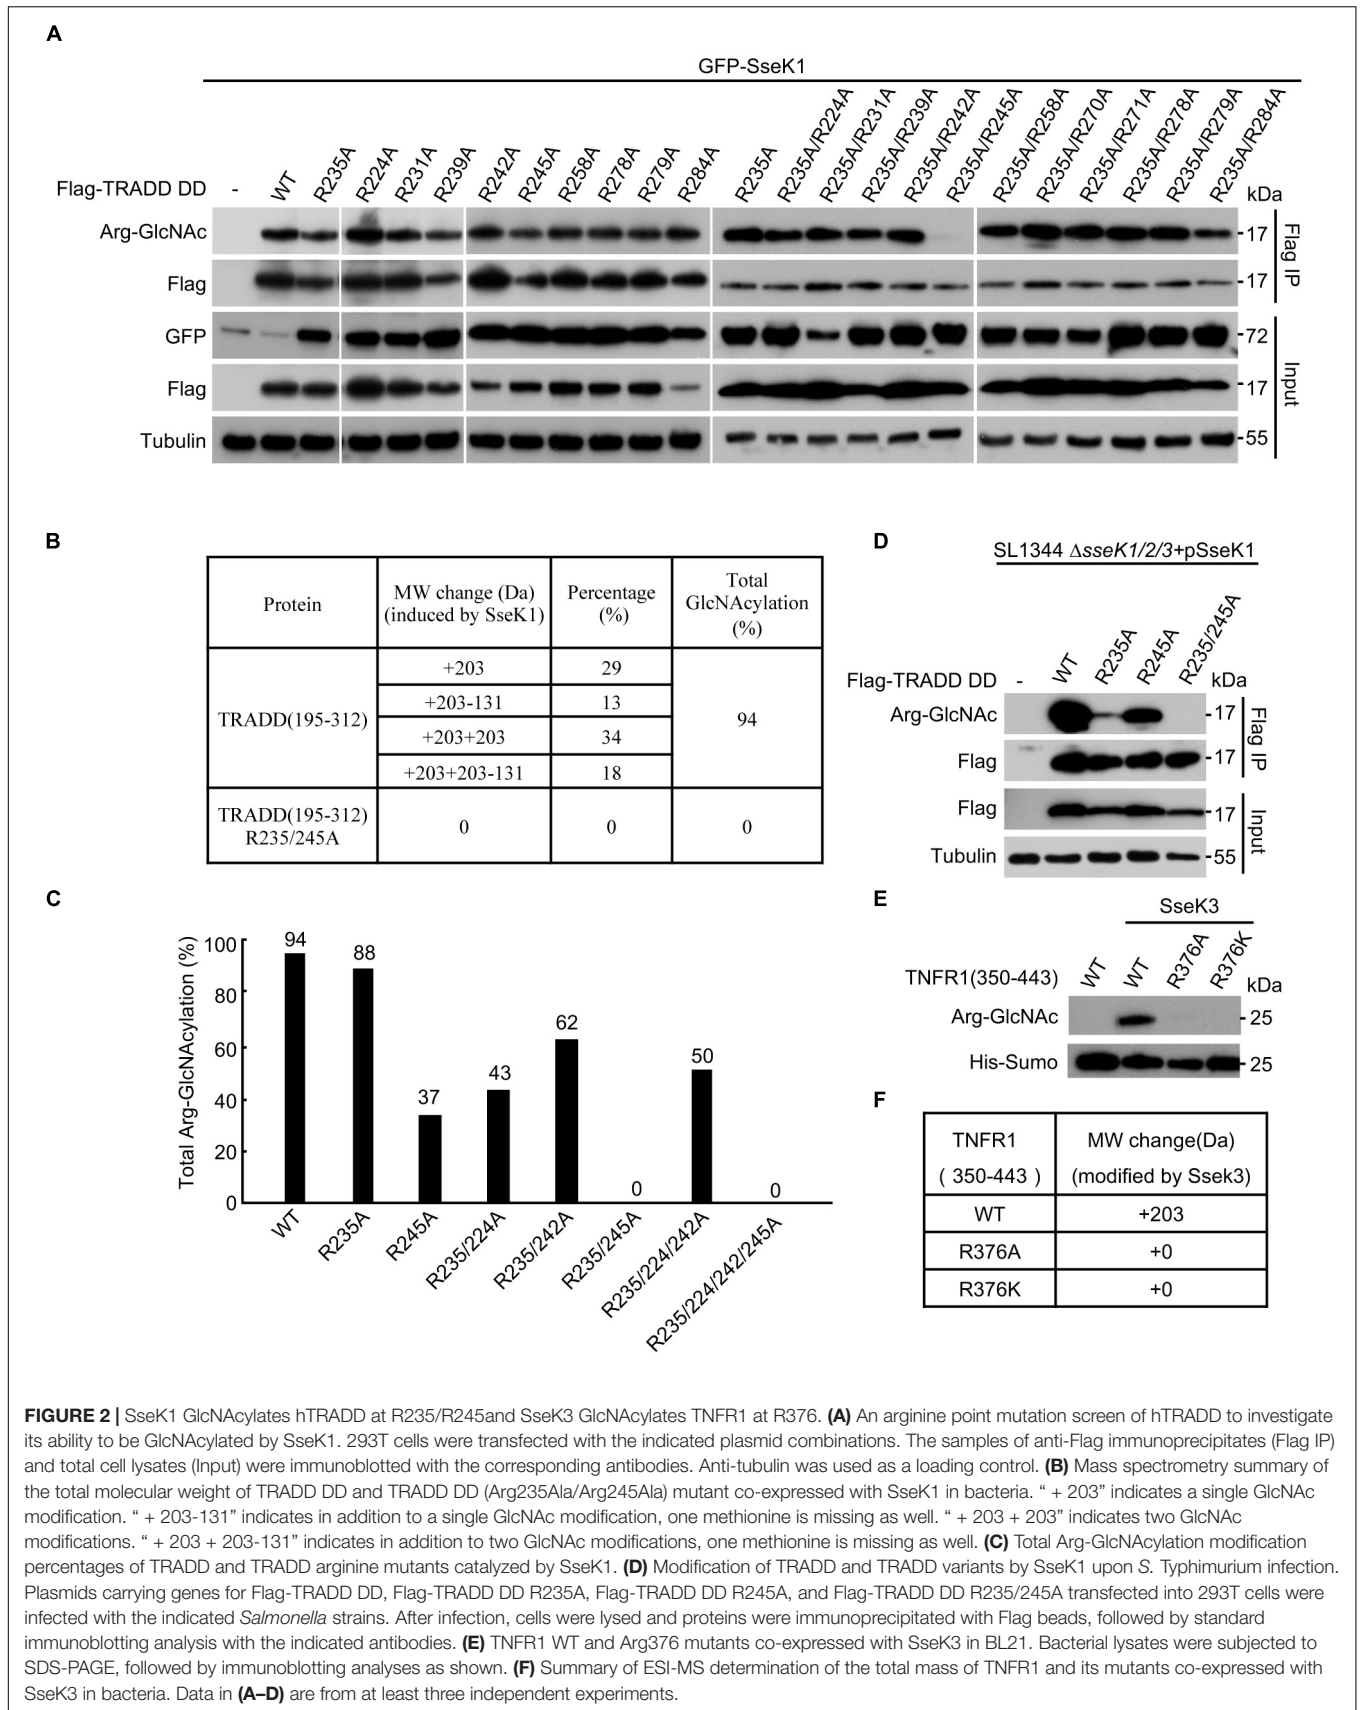 A
GFP-SseK1
Flag-TRADD DD - WT R235A R224A R231A R239A R242A R245A R258A R278A R279A R284A R235A R235A/R224A R235A/R231A R235A/R239A R235A/R242A R235A/R245A R235A/R258A R235A/R270A R235A/R271A R235A/R278A R235A/R279A R235A/R284A kDa
Arg-GlcNAc 17
Flag 17
Flag IP
GFP 72
Flag 17
Tubulin 55
Input
B
Protein MW change (Da) (induced by SseK1) Percentage (%) Total GlcNAcylation (%)
TRADD(195-312) +203 29 94
+203-131 13
+203+203 34
+203+203-131 18
TRADD(195-312) R235/245A 0 0 0
C
Total Arg-GlcNAcylation (%)
100
80
60
40
20
0
94 88 37 43 62 0 50 0
WT R235A R245A R235/224A R235/242A R235/245A R235/224/242A R235/224/242/245A
D
SL1344 ΔsseK1/2/3+pSseK1
Flag-TRADD DD - WT R235A R245A R235/245A kDa
Arg-GlcNAc 17
Flag 17
Flag IP
Flag 17
Tubulin 55
Input
E
SseK3
TNFR1(350-443) WT WT R376A R376K kDa
Arg-GlcNAc 25
His-Sumo 25
F
TNFR1 MW change(Da)
( 350-443 ) (modified by Ssek3)
WT +203
R376A +0
R376K +0
FIGURE 2 | SseK1 GlcNAcylates hTRADD at R235/R245and SseK3 GlcNAcylates TNFR1 at R376. (A) An arginine point mutation screen of hTRADD to investigate
its ability to be GlcNAcylated by SseK1. 293T cells were transfected with the indicated plasmid combinations. The samples of anti-Flag immunoprecipitates (Flag IP)
and total cell lysates (Input) were immunoblotted with the corresponding antibodies. Anti-tubulin was used as a loading control. (B) Mass spectrometry summary of
the total molecular weight of TRADD DD and TRADD DD (Arg235Ala/Arg245Ala) mutant co-expressed with SseK1 in bacteria. “ + 203” indicates a single GlcNAc
modification. “ + 203-131” indicates in addition to a single GlcNAc modification, one methionine is missing as well. “ + 203 + 203” indicates two GlcNAc
modifications. “ + 203 + 203-131” indicates in addition to two GlcNAc modifications, one methionine is missing as well. (C) Total Arg-GlcNAcylation modification
percentages of TRADD and TRADD arginine mutants catalyzed by SseK1. (D) Modification of TRADD and TRADD variants by SseK1 upon S. Typhimurium infection.
Plasmids carrying genes for Flag-TRADD DD, Flag-TRADD DD R235A, Flag-TRADD DD R245A, and Flag-TRADD DD R235/245A transfected into 293T cells were
infected with the indicated Salmonella strains. After infection, cells were lysed and proteins were immunoprecipitated with Flag beads, followed by standard
immunoblotting analysis with the indicated antibodies. (E) TNFR1 WT and Arg376 mutants co-expressed with SseK3 in BL21. Bacterial lysates were subjected to
SDS-PAGE, followed by immunoblotting analyses as shown. (F) Summary of ESI-MS determination of the total mass of TNFR1 and its mutants co-expressed with
SseK3 in bacteria. Data in (A–D) are from at least three independent experiments.